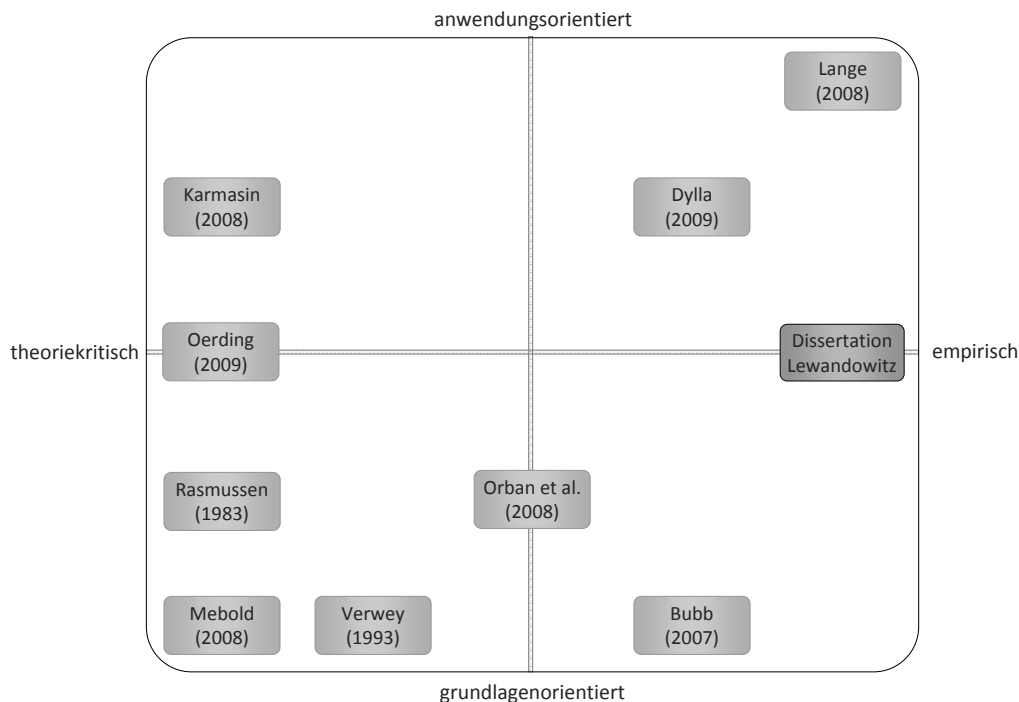 anwendungsorientiert
Lange
(2008)
Karmasin
(2008)
Dylla
(2009)
theoriekritisch
Oerding
(2009)
Dissertation
Lewandowitz
empirisch
Rasmussen
(1983)
Orban et al.
(2008)
Mebold
(2008)
Verwey
(1993)
Bubb
(2007)
grundlagenorientiert